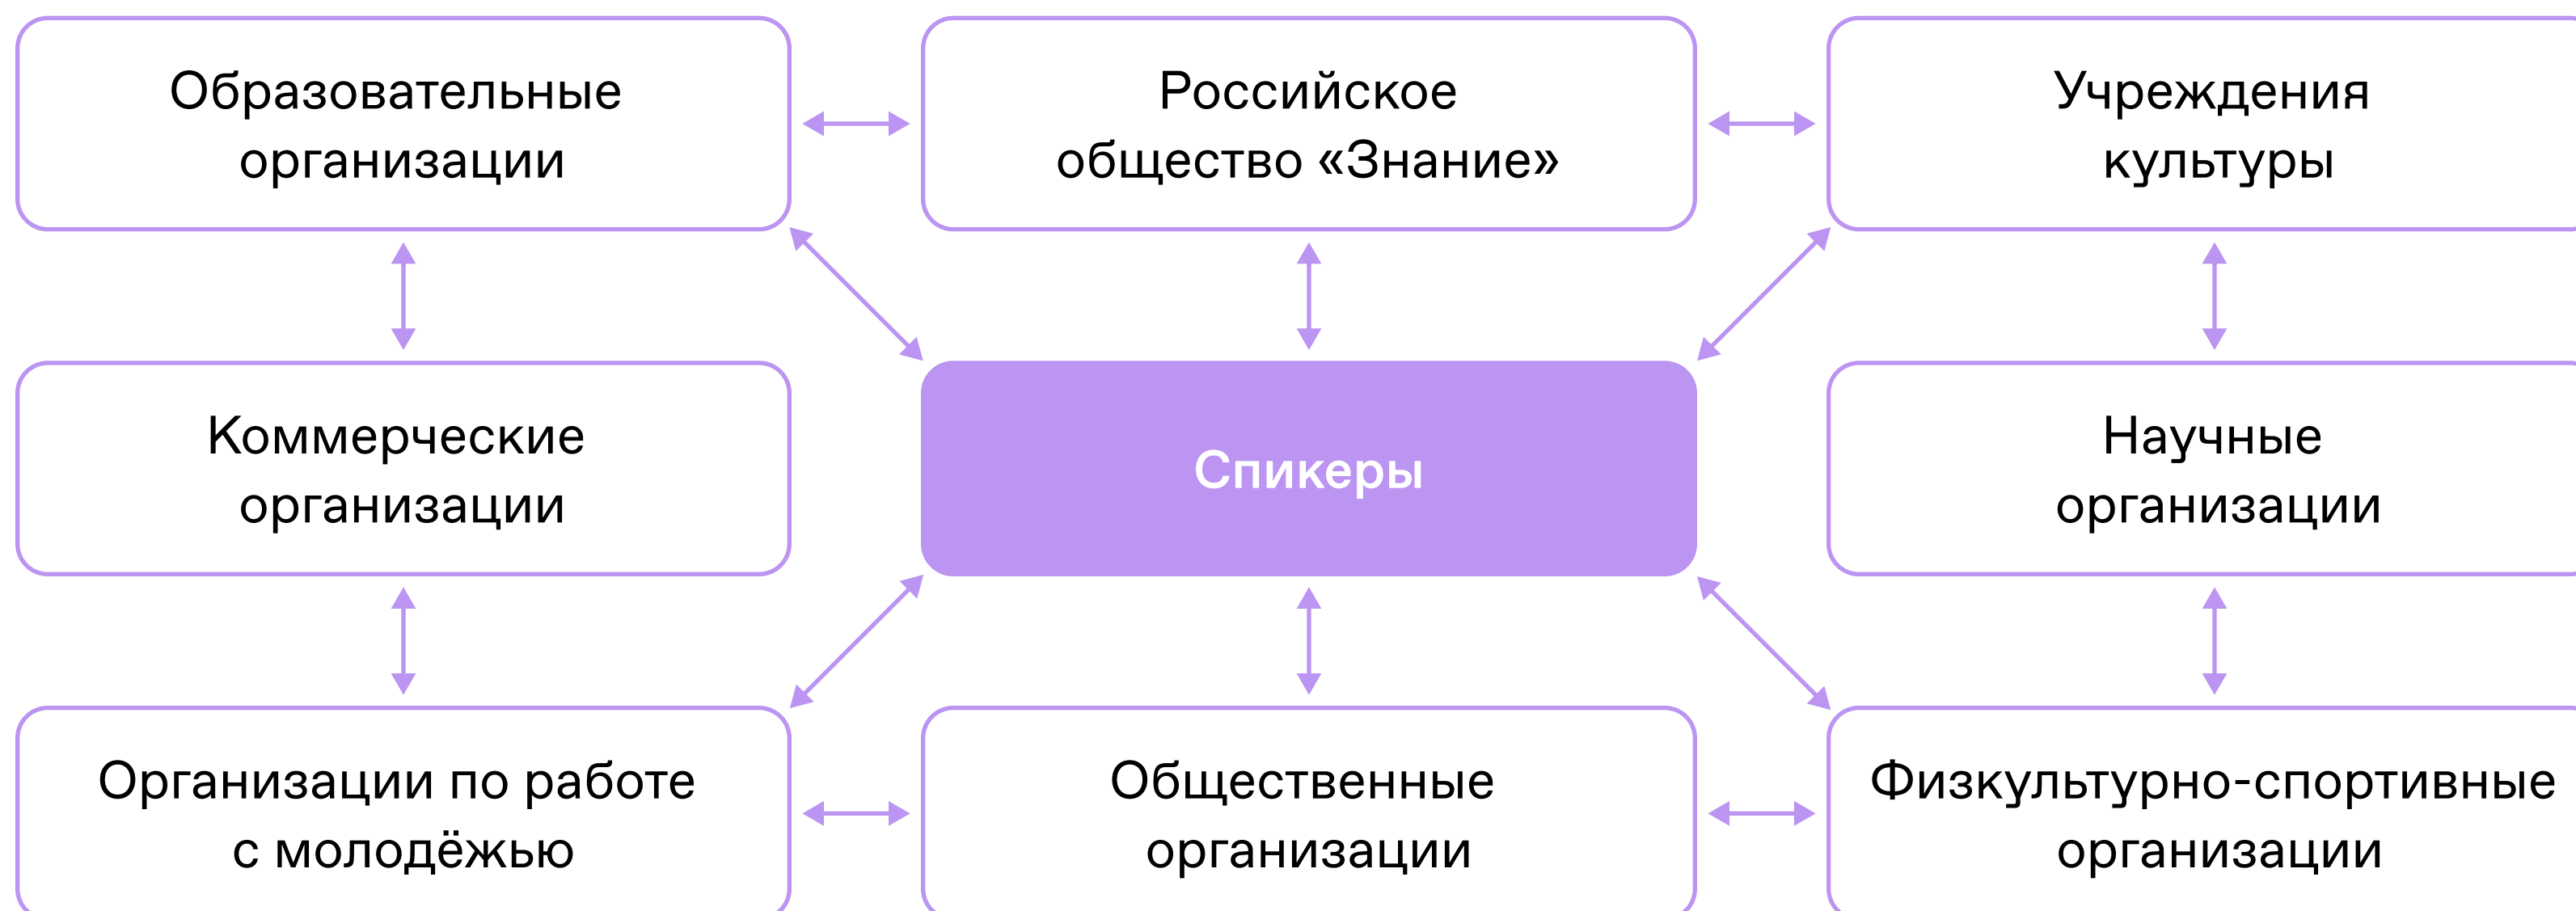 Образовательные
организации
Российское
общество «Знание»
Учреждения
культуры
Коммерческие
организации
Спикеры
Научные
организации
Организации по работе
с молодёжью
Общественные
организации
Физкультурно-спортивные
организации